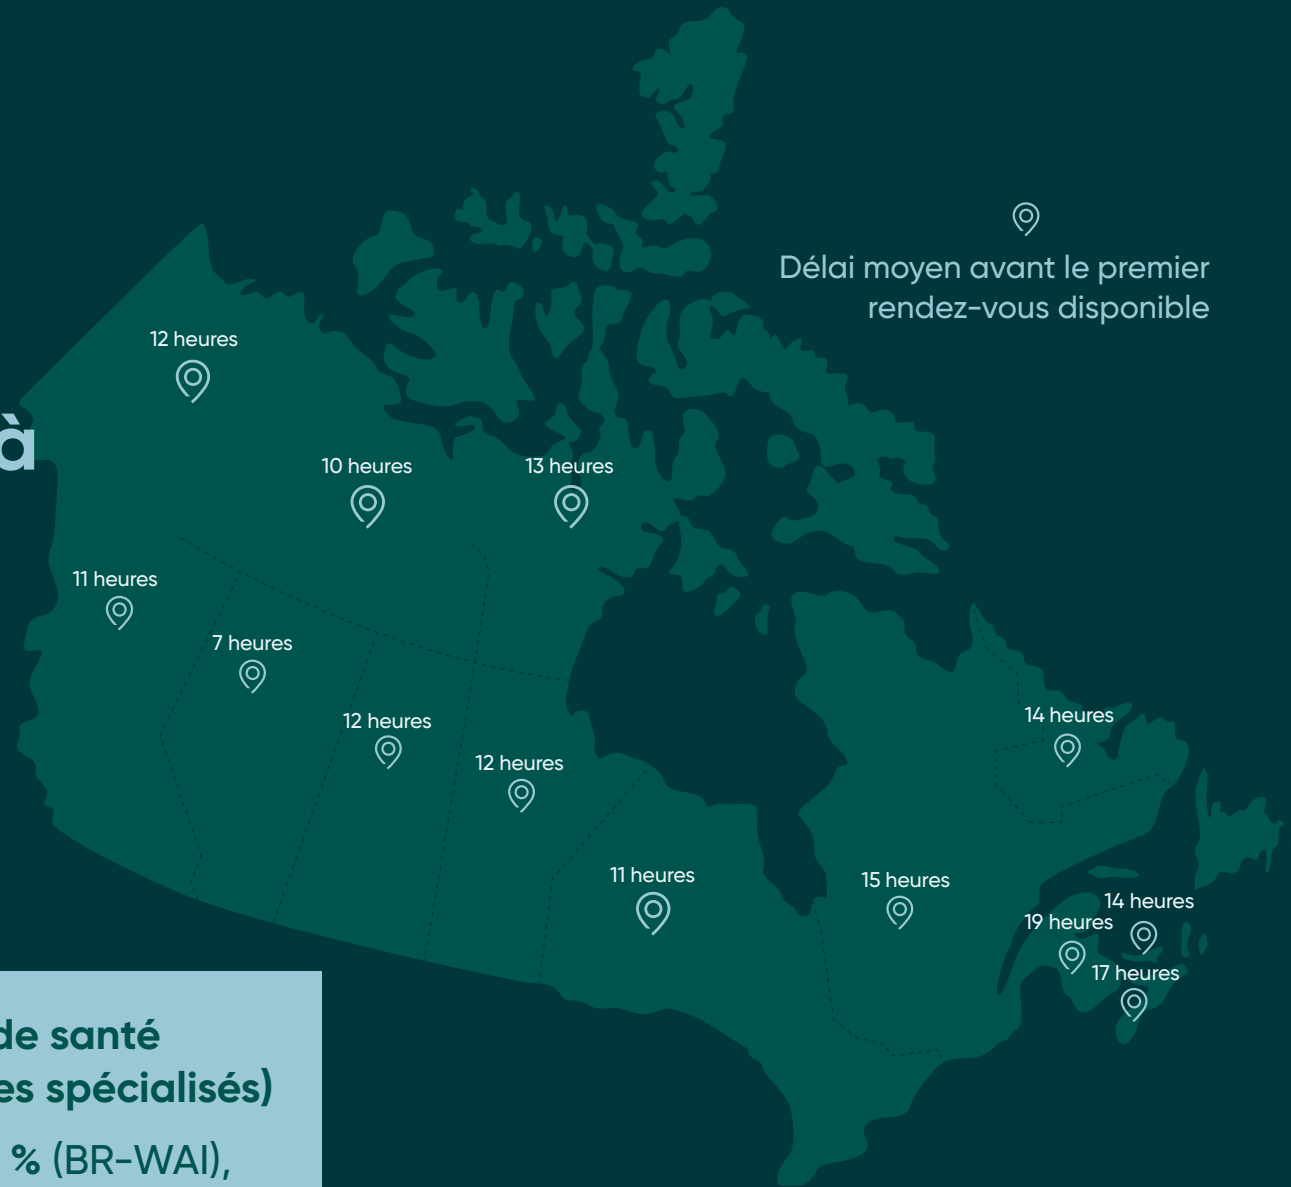 Délai moyen avant le premier
rendez-vous disponible
12 heures
à
10 heures
13 heures
11 heures
7 heures
12 heures
14 heures
12 heures
11 heures
15 heures
14 heures
19 heures
17 heures
de santé
es spécialisés)
% (BR-WAI),